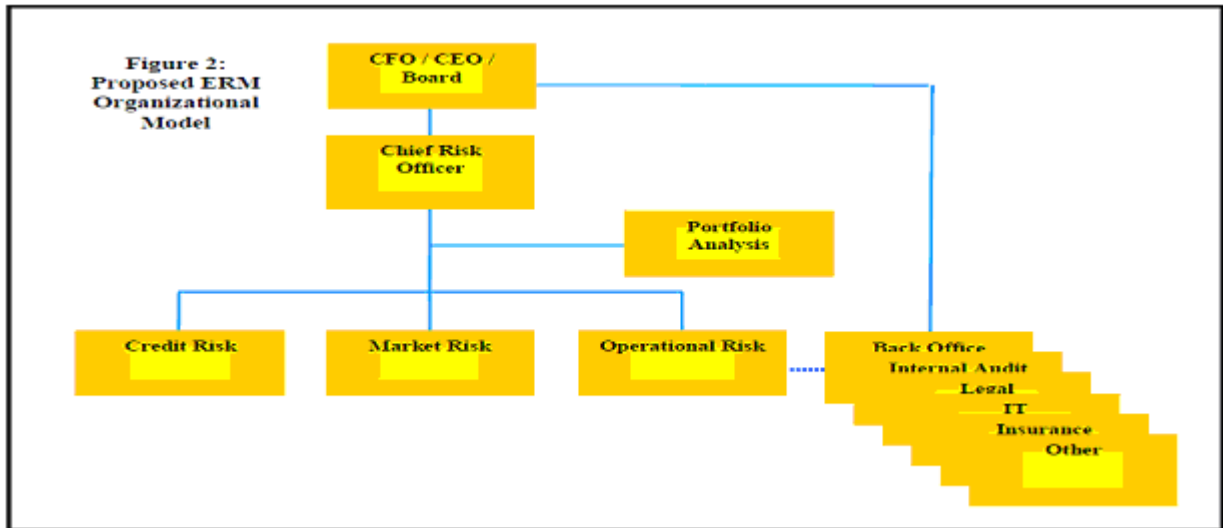 Figure 2:
Proposed ERM
Organizational
Model
CFO / CEO /
Board
Chief Risk
Officer
Portfolio
Analysis
Credit Risk
Market Risk
Operational Risk
Back Office
Internal Audit
Legal
IT
Insurance
Other